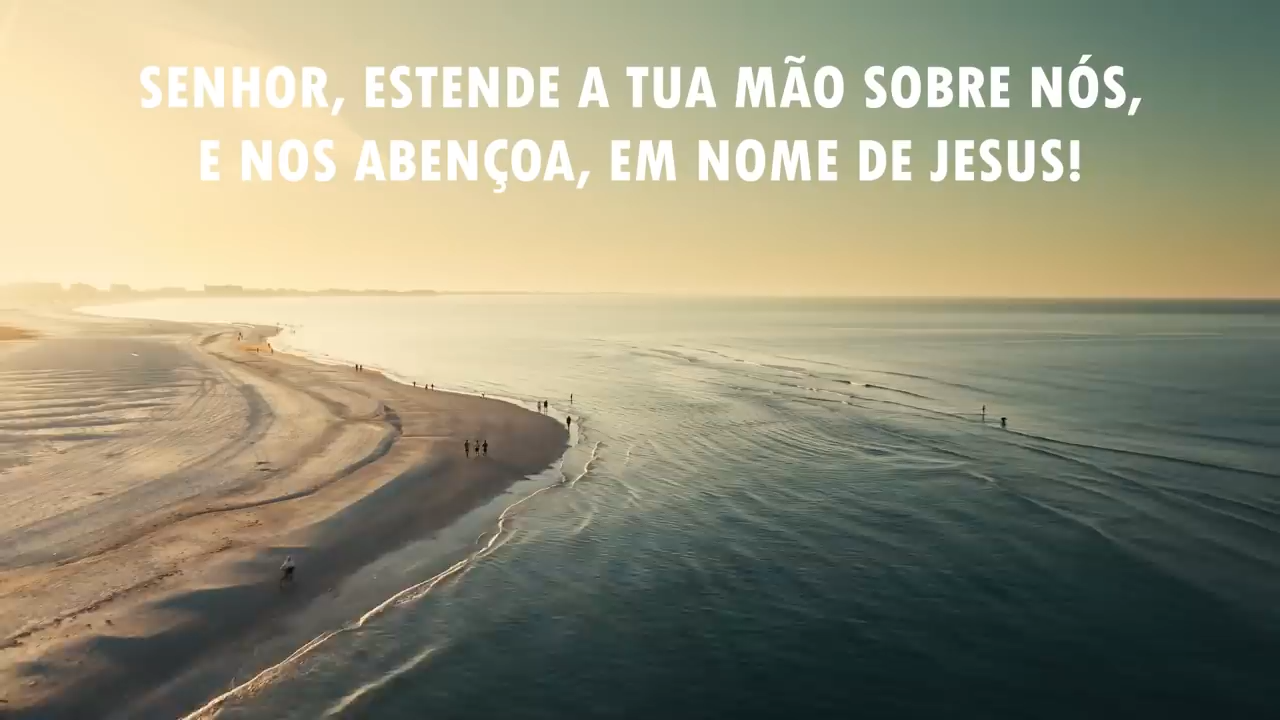 SENHOR, ESTENDE A TUA MÃO SOBRE NÓS,
E NOS ABENÇOA, EM NOME DE JESUS!